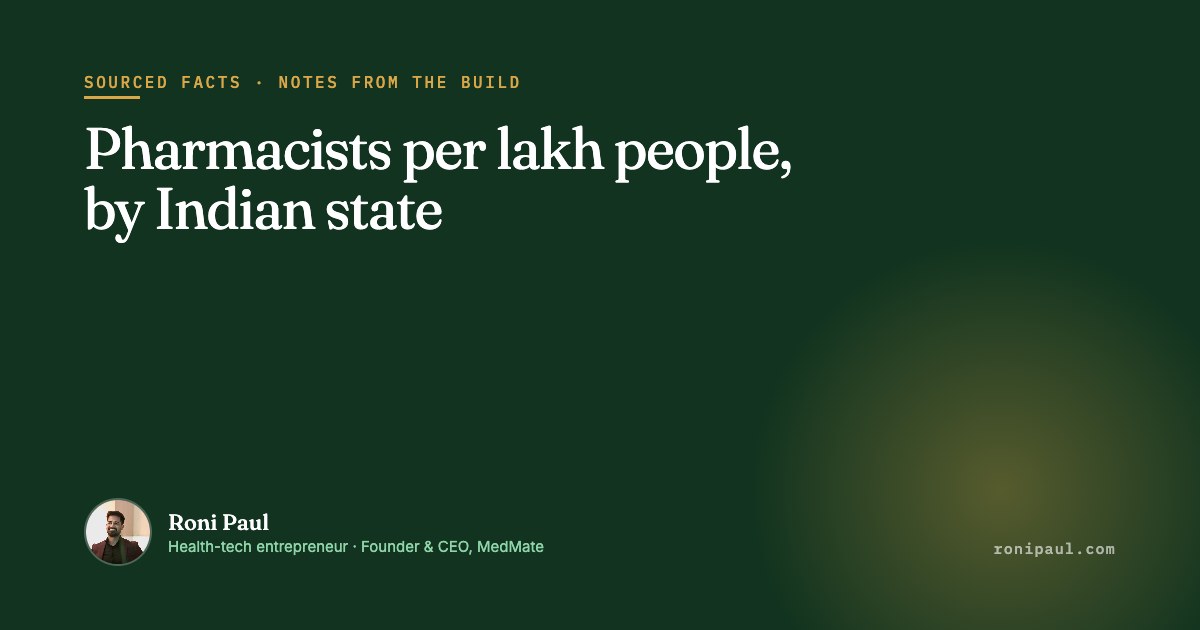 SOURCED FACTS · NOTES FROM THE BUILD
Pharmacists per lakh people,
by Indian state
Roni Paul
Health-tech entrepreneur · Founder & CEO, MedMate
ronipaul.com